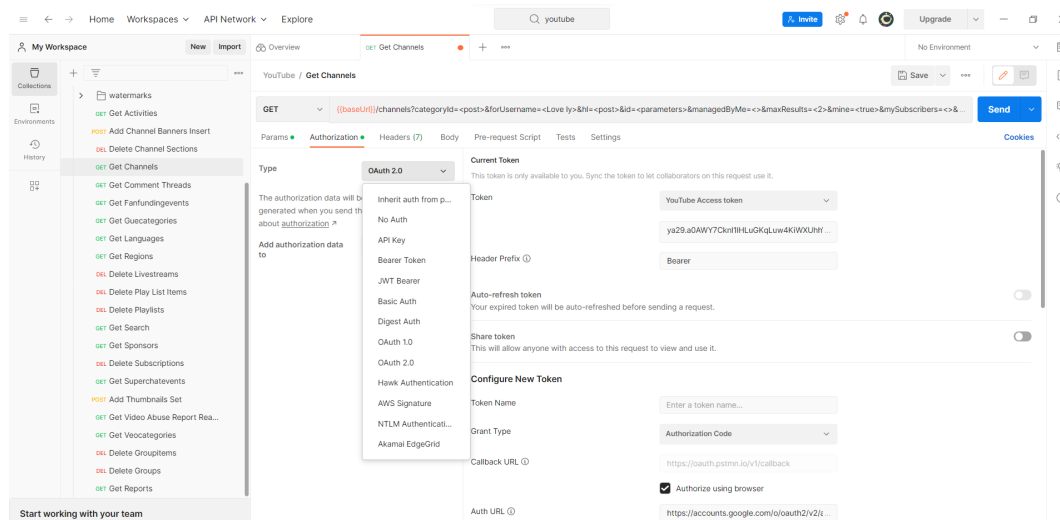 Home Workspaces API Network Explore
youtube
Invite
Upgrade
My Workspace
New Import
Overview
GET Get Channels
No Environment
Collections
Environments
History
watermarks
GET Get Activities
POST Add Channel Banners Insert
DEL Delete Channel Sections
GET Get Channels
GET Get Comment Threads
GET Get Fanfundingevents
GET Get Guecategories
GET Get Languages
GET Get Regions
DEL Delete Livestreams
DEL Delete Play List Items
DEL Delete Playlists
GET Get Search
GET Get Sponsors
DEL Delete Subscriptions
GET Get Superchatevents
POST Add Thumbnails Set
GET Get Video Abuse Report Rea...
GET Get Veocategories
DEL Delete Groupitems
DEL Delete Groups
GET Get Reports
Start working with your team
YouTube / Get Channels
Save
GET
{{baseUrl}}/channels?categoryId=<post>&forUsername=<Love ly>&hl=<post>&id=<parameters>&managedByMe=<>&maxResults=<2>&mine=<true>&mySubscribers=<>& ...
Send
Params Authorization Headers (7) Body Pre-request Script Tests Settings
Cookies
Type
OAuth 2.0
The authorization data will b
generated when you send th
about authorization
Add authorization data
to
Inherit auth from p...
No Auth
API Key
Bearer Token
JWT Bearer
Basic Auth
Digest Auth
OAuth 1.0
OAuth 2.0
Hawk Authentication
AWS Signature
NTLM Authenticati...
Akamai EdgeGrid
Current Token
This token is only available to you. Sync the token to let collaborators on this request use it.
Token
YouTube Access token
Header Prefix
Bearer
Auto-refresh token
Your expired token will be auto-refreshed before sending a request.
Share token
This will allow anyone with access to this request to view and use it.
Configure New Token
Token Name
Enter a token name...
Grant Type
Authorization Code
Callback URL
https://oauth.pstmn.io/v1/callback
Authorize using browser
Auth URL
https://accounts.google.com/o/oauth2/v2/a...